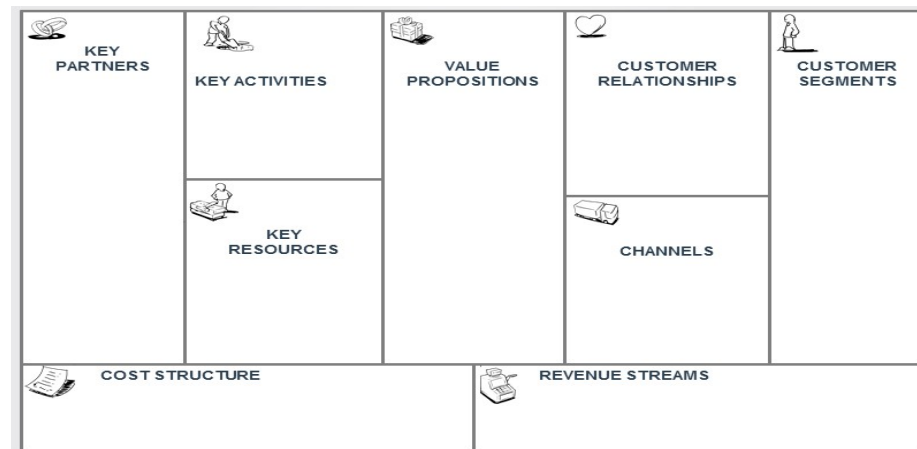 KEY
PARTNERS
KEY ACTIVITIES
KEY
RESOURCES
VALUE
PROPOSITIONS
CUSTOMER
RELATIONSHIPS
CHANNELS
CUSTOMER
SEGMENTS
COST STRUCTURE
REVENUE STREAMS